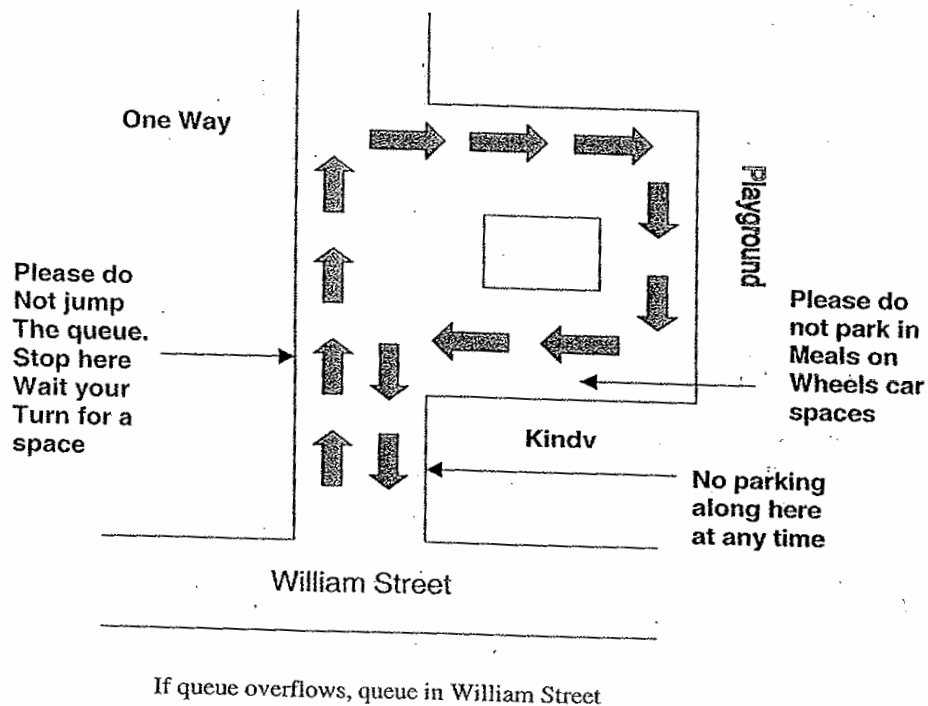 One Way
Playground
Please do
Not jump
The queue.
Stop here
Wait your
Turn for a
space
Please do
not park in
Meals on
Wheels car
spaces
Kindv
No parking
along here
at any time
William Street
If queue overflows, queue in William Street